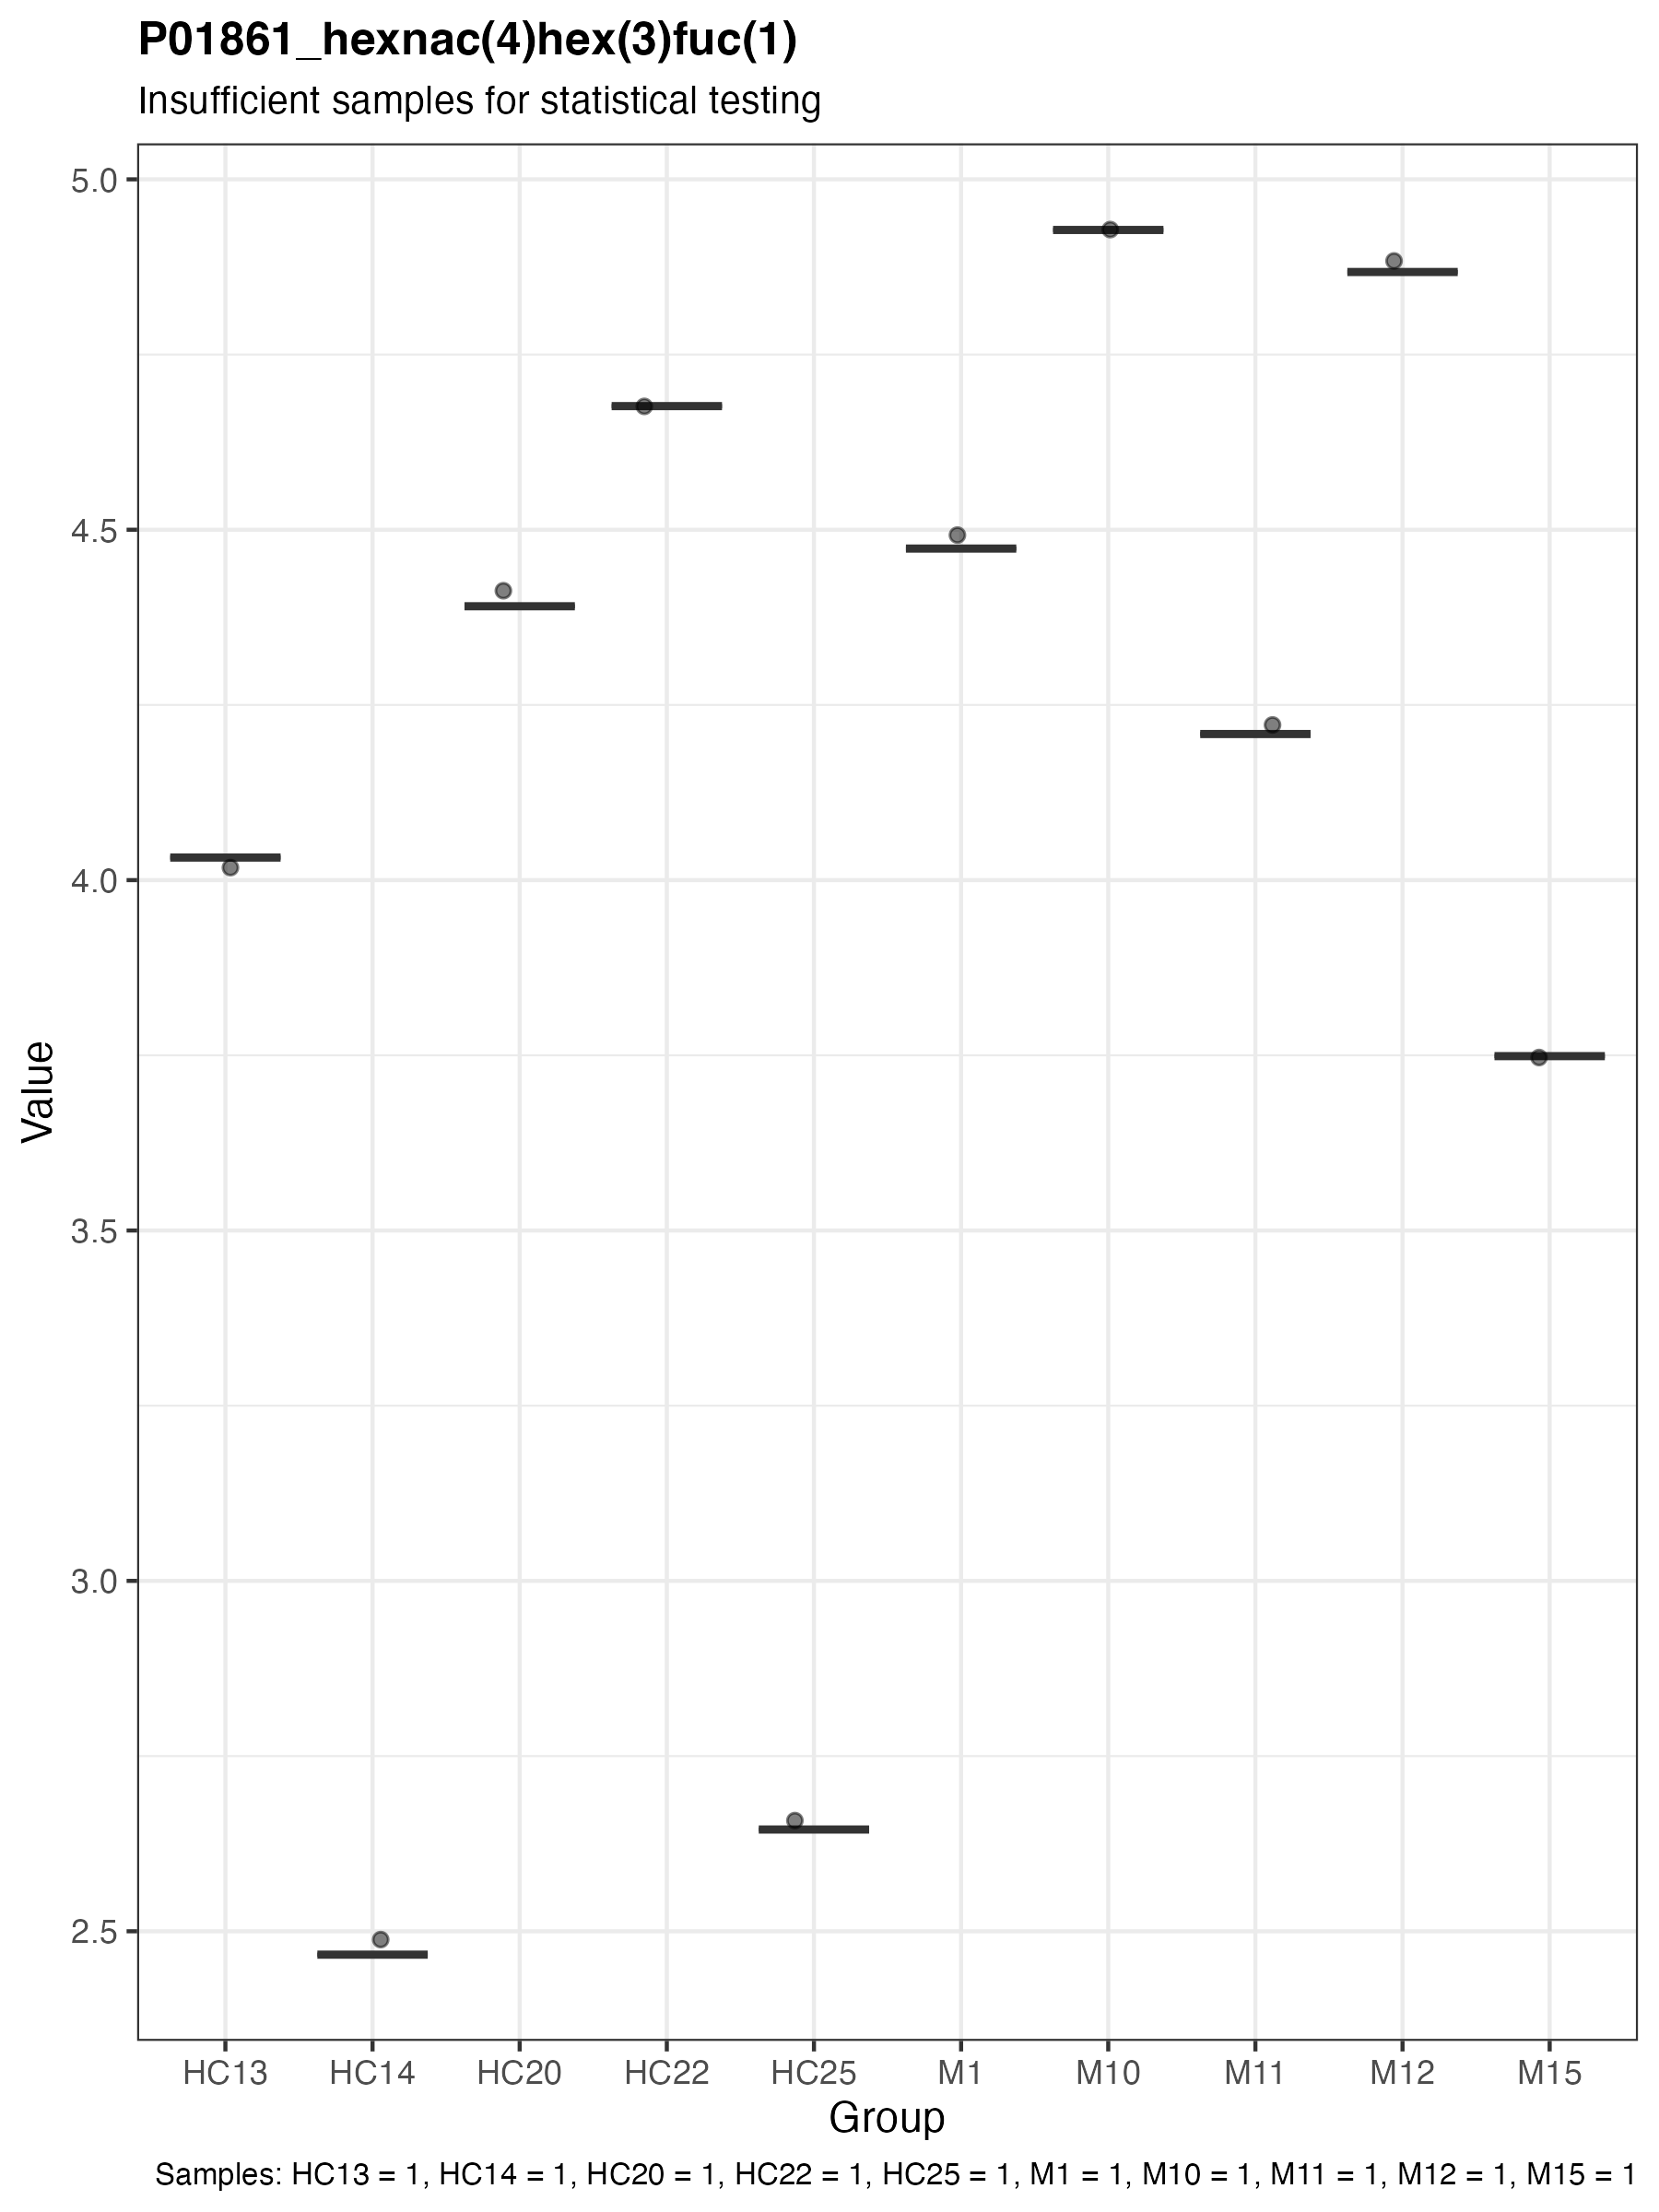 P01861_hexnac(4)hex(3)fuc(1)
Insufficient samples for statistical testing
5.0
4.5
4.0
3.5
3.0
2.5
Value
HC13 HC14 HC20 HC22 HC25 M1 M10 M11 M12 M15
Group
Samples: HC13 = 1, HC14 = 1, HC20 = 1, HC22 = 1, HC25 = 1, M1 = 1, M10 = 1, M11 = 1, M12 = 1, M15 = 1